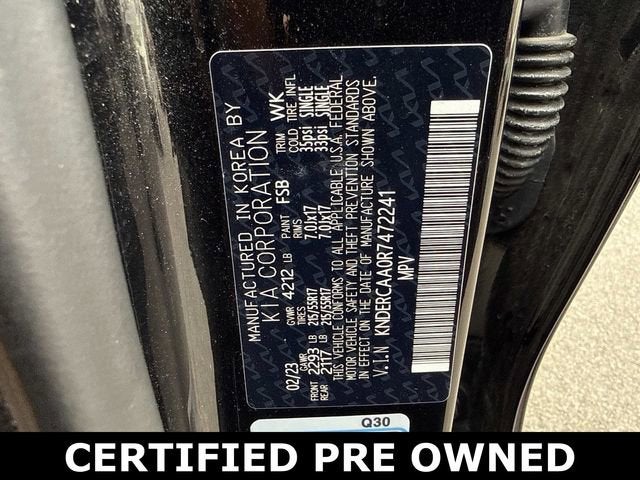 MANUFACTURED IN KOREA BY
KIA CORPORATION
02/23 GVWR 4212 LB PAINT FSB TRIM WK
GAWR TIRES RIMS COLD TIRE INFL
FRONT 2293 LB 215/55R17 7.0Jx17 35psi SINGLE
REAR 2117 LB 215/55R17 7.0Jx17 33psi SINGLE
THIS VEHICLE CONFORMS TO ALL APPLICABLE U.S.A. FEDERAL
MOTOR VEHICLE SAFETY AND THEFT PREVENTION STANDARDS
IN EFFECT ON THE DATE OF MANUFACTURE SHOWN ABOVE.
V.I.N KNDERCAA0R7472241
MPV
Q30
CERTIFIED PRE OWNED